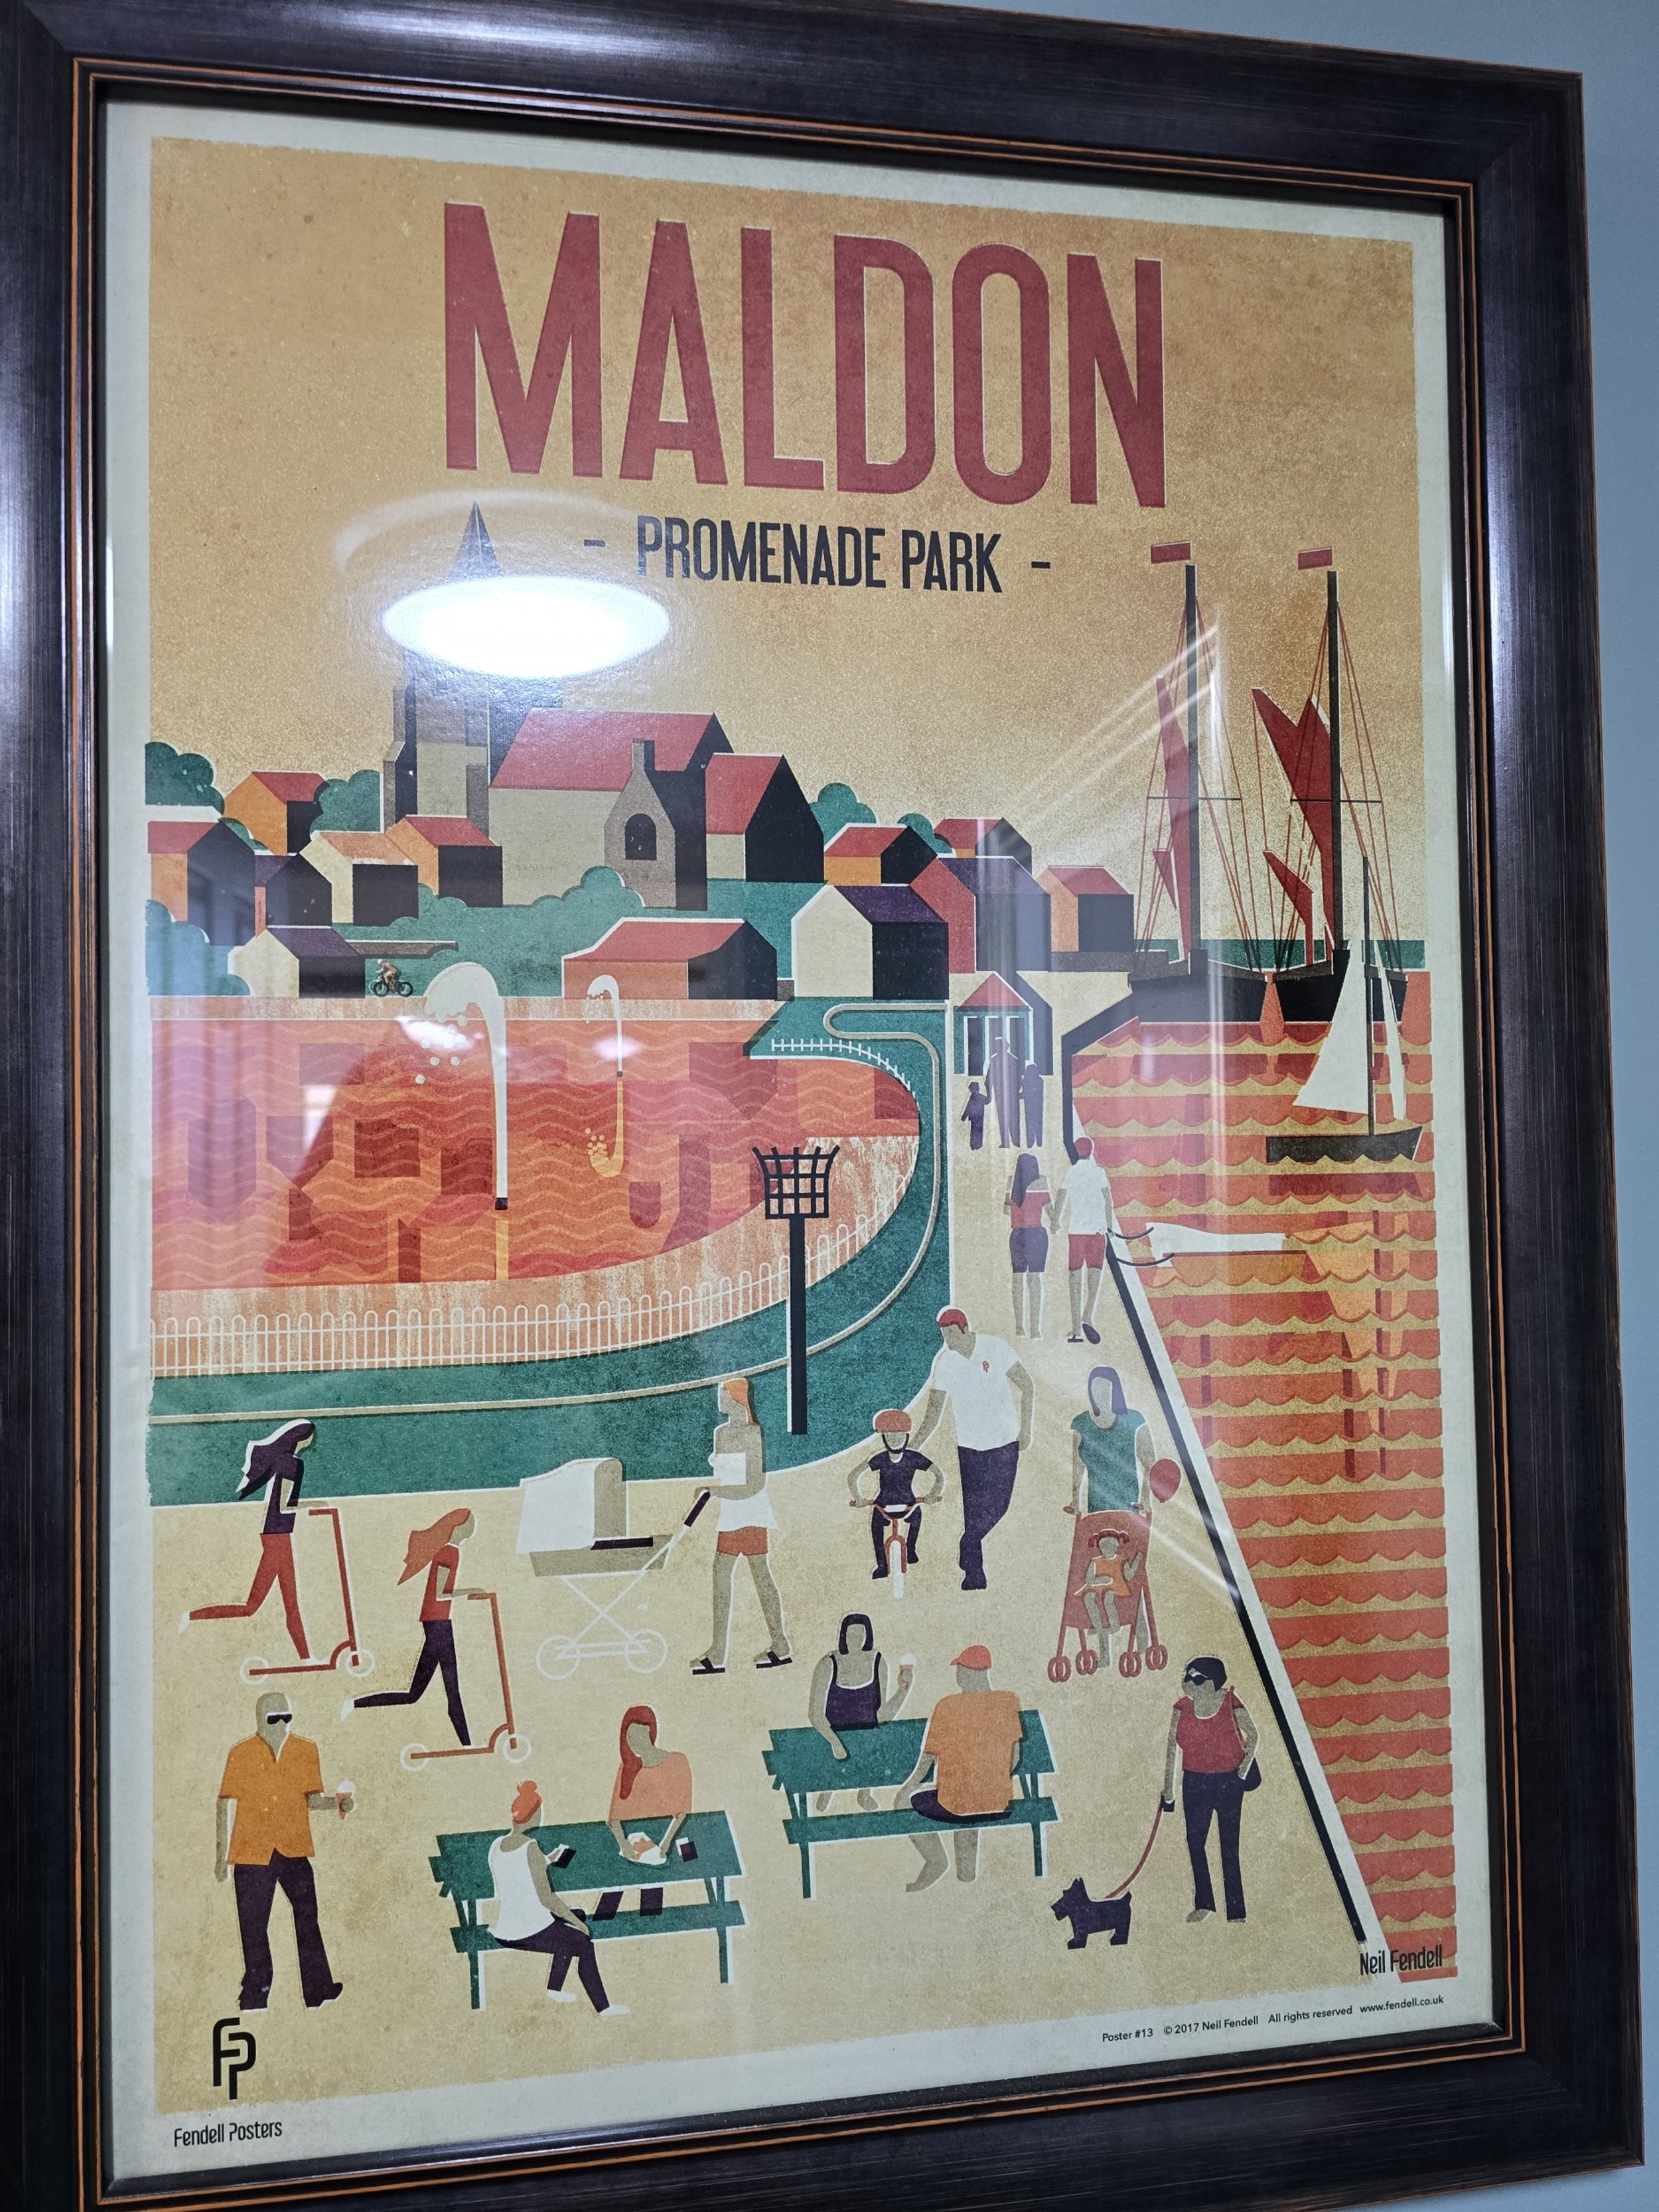 MALDON
- PROMENADE PARK -
Neil Fendell
Poster #13 © 2017 Neil Fendell All rights reserved www.fendell.co.uk
FP
Fendell Posters